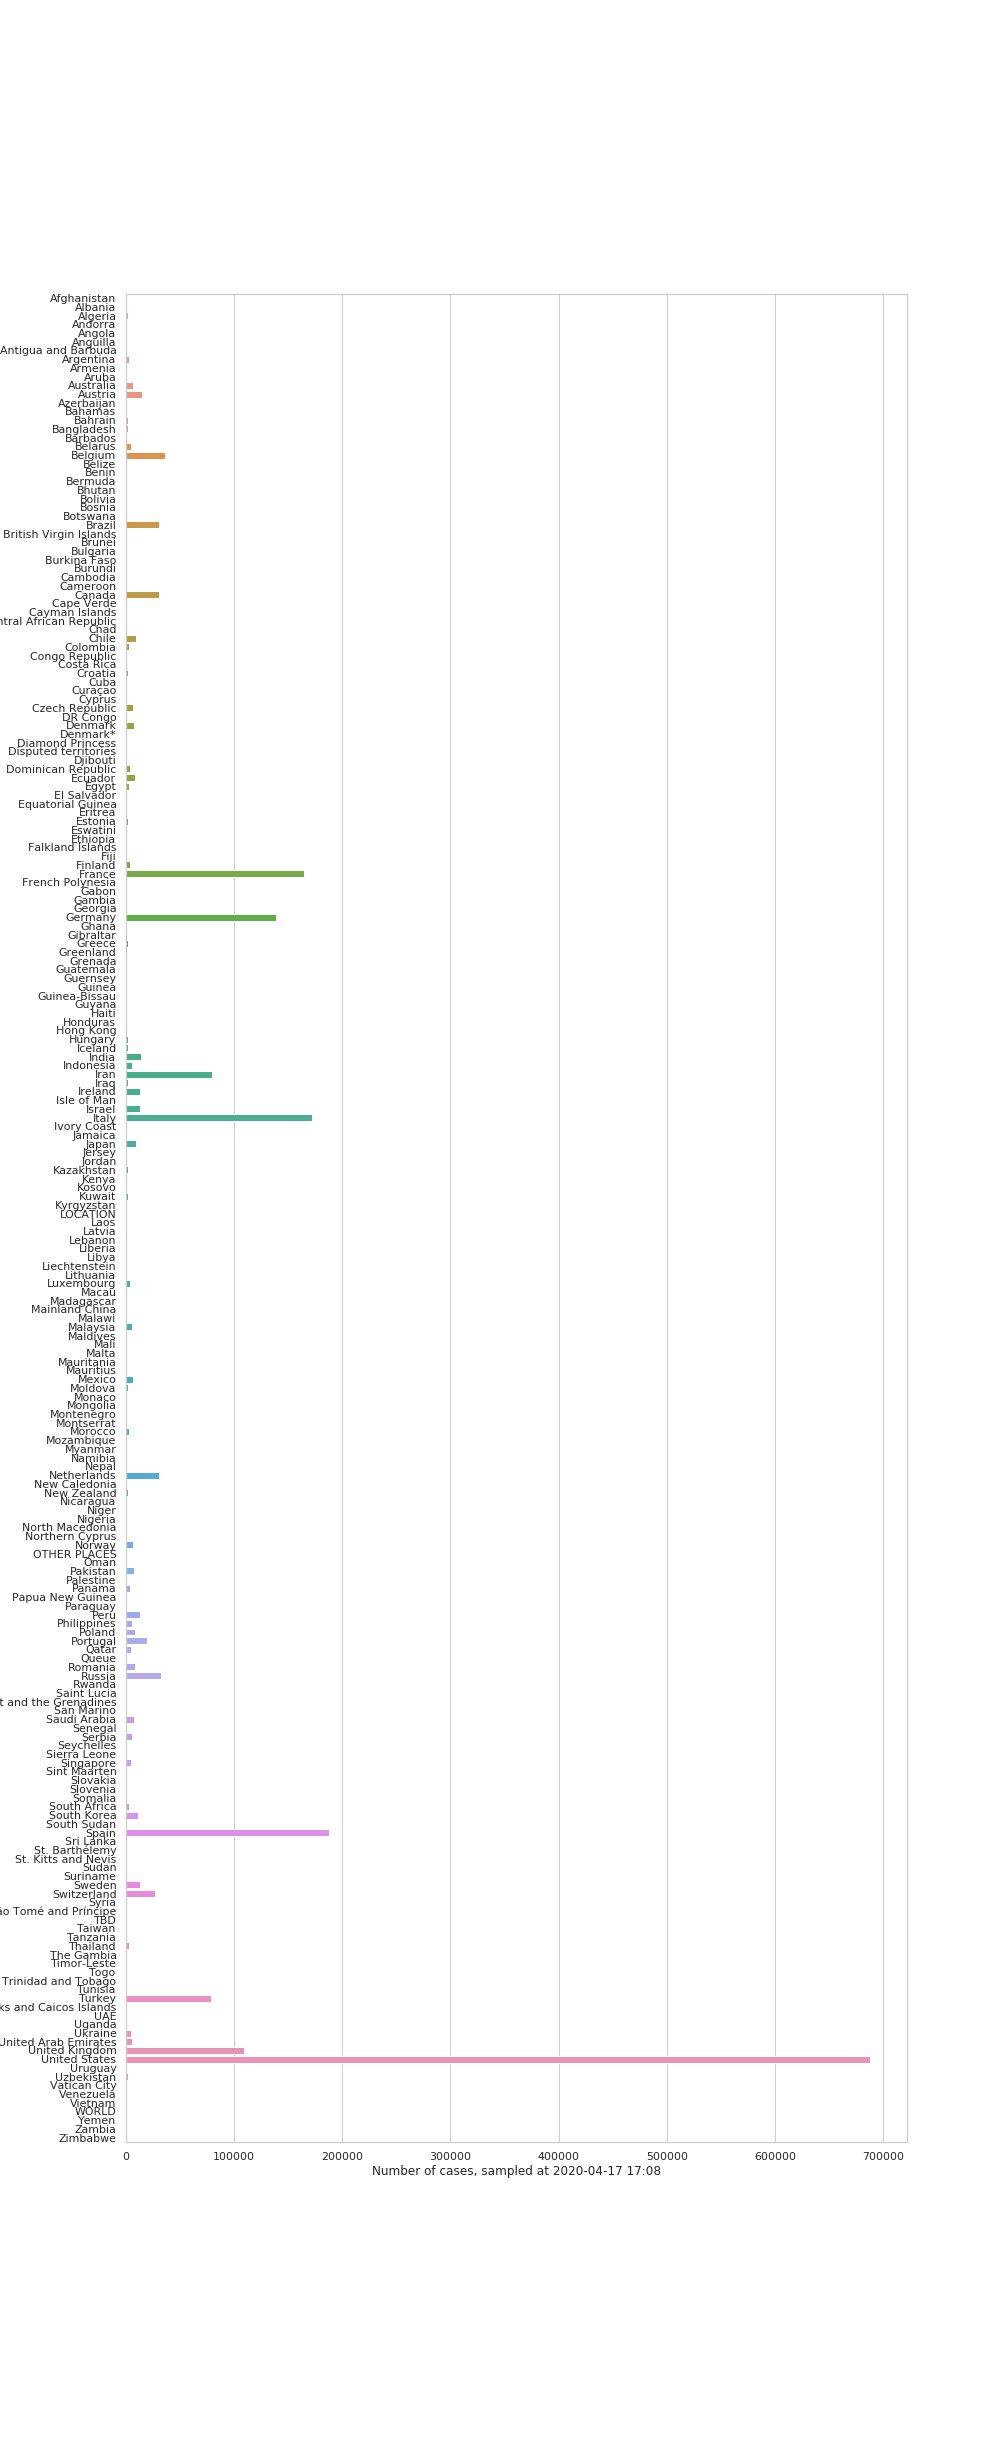 Afghanistan
Albania
Algeria
Andorra
Angola
Anguilla
Antigua and Barbuda
Argentina
Armenia
Aruba
Australia
Austria
Azerbaijan
Bahamas
Bahrain
Bangladesh
Barbados
Belarus
Belgium
Belize
Benin
Bermuda
Bhutan
Bolivia
Bosnia
Botswana
Brazil
British Virgin Islands
Brunei
Bulgaria
Burkina Faso
Burundi
Cambodia
Cameroon
Canada
Cape Verde
Cayman Islands
ntral African Republic
Chad
Chile
Colombia
Congo Republic
Costa Rica
Croatia
Cuba
Curaçao
Cyprus
Czech Republic
DR Congo
Denmark
Denmark*
Diamond Princess
Disputed territories
Djibouti
Dominican Republic
Ecuador
Egypt
El Salvador
Equatorial Guinea
Eritrea
Estonia
Eswatini
Ethiopia
Falkland Islands
Fiji
Finland
France
French Polynesia
Gabon
Gambia
Georgia
Germany
Ghana
Gibraltar
Greece
Greenland
Grenada
Guatemala
Guernsey
Guinea
Guinea-Bissau
Guyana
Haiti
Honduras
Hong Kong
Hungary
Iceland
India
Indonesia
Iran
Iraq
Ireland
Isle of Man
Israel
Italy
Ivory Coast
Jamaica
Japan
Jersey
Jordan
Kazakhstan
Kenya
Kosovo
Kuwait
Kyrgyzstan
LOCATION
Laos
Latvia
Lebanon
Liberia
Libya
Liechtenstein
Lithuania
Luxembourg
Macau
Madagascar
Mainland China
Malawi
Malaysia
Maldives
Mali
Malta
Mauritania
Mauritius
Mexico
Moldova
Monaco
Mongolia
Montenegro
Montserrat
Morocco
Mozambique
Myanmar
Namibia
Nepal
Netherlands
New Caledonia
New Zealand
Nicaragua
Niger
Nigeria
North Macedonia
Northern Cyprus
Norway
OTHER PLACES
Oman
Pakistan
Palestine
Panama
Papua New Guinea
Paraguay
Peru
Philippines
Poland
Portugal
Qatar
Queue
Romania
Russia
Rwanda
Saint Lucia
t and the Grenadines
San Marino
Saudi Arabia
Senegal
Serbia
Seychelles
Sierra Leone
Singapore
Sint Maarten
Slovakia
Slovenia
Somalia
South Africa
South Korea
South Sudan
Spain
Sri Lanka
St. Barthélemy
St. Kitts and Nevis
Sudan
Suriname
Sweden
Switzerland
Syria
ão Tomé and Príncipe
TBD
Taiwan
Tanzania
Thailand
The Gambia
Timor-Leste
Togo
Trinidad and Tobago
Tunisia
Turkey
ks and Caicos Islands
UAE
Uganda
Ukraine
United Arab Emirates
United Kingdom
United States
Uruguay
Uzbekistan
Vatican City
Venezuela
Vietnam
WORLD
Yemen
Zambia
Zimbabwe
0 100000 200000 300000 400000 500000 600000 700000
Number of cases, sampled at 2020-04-17 17:08